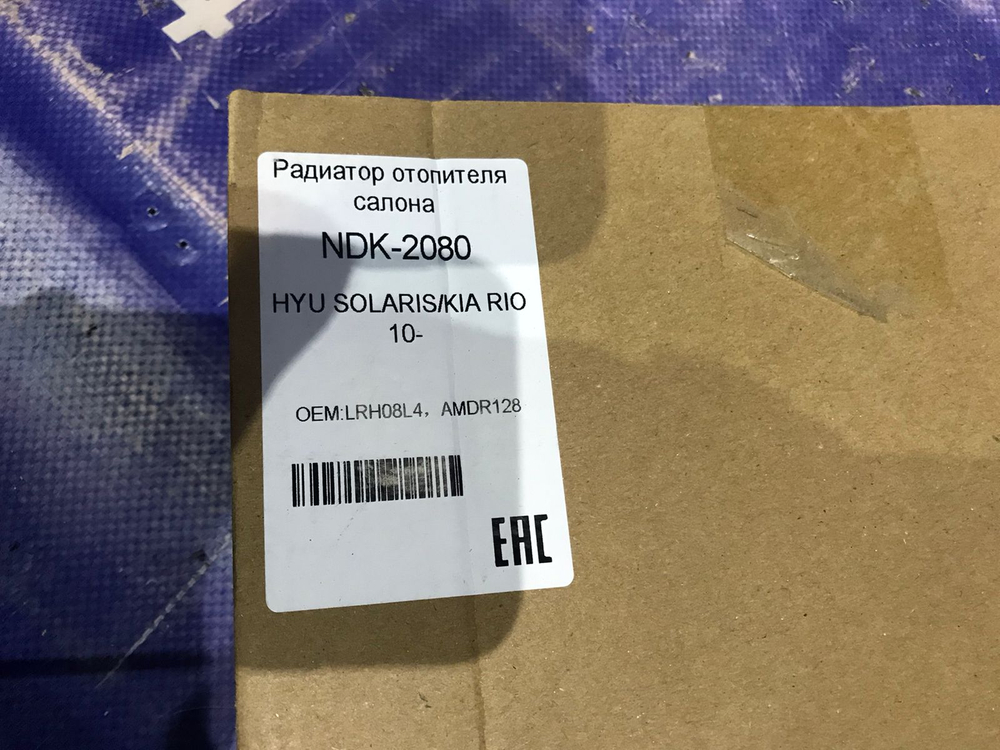 Радиатор отопителя
салона
NDK-2080
HYU SOLARIS/KIA RIO
10-
OEM:LRH08L4, AMDR128
EAC